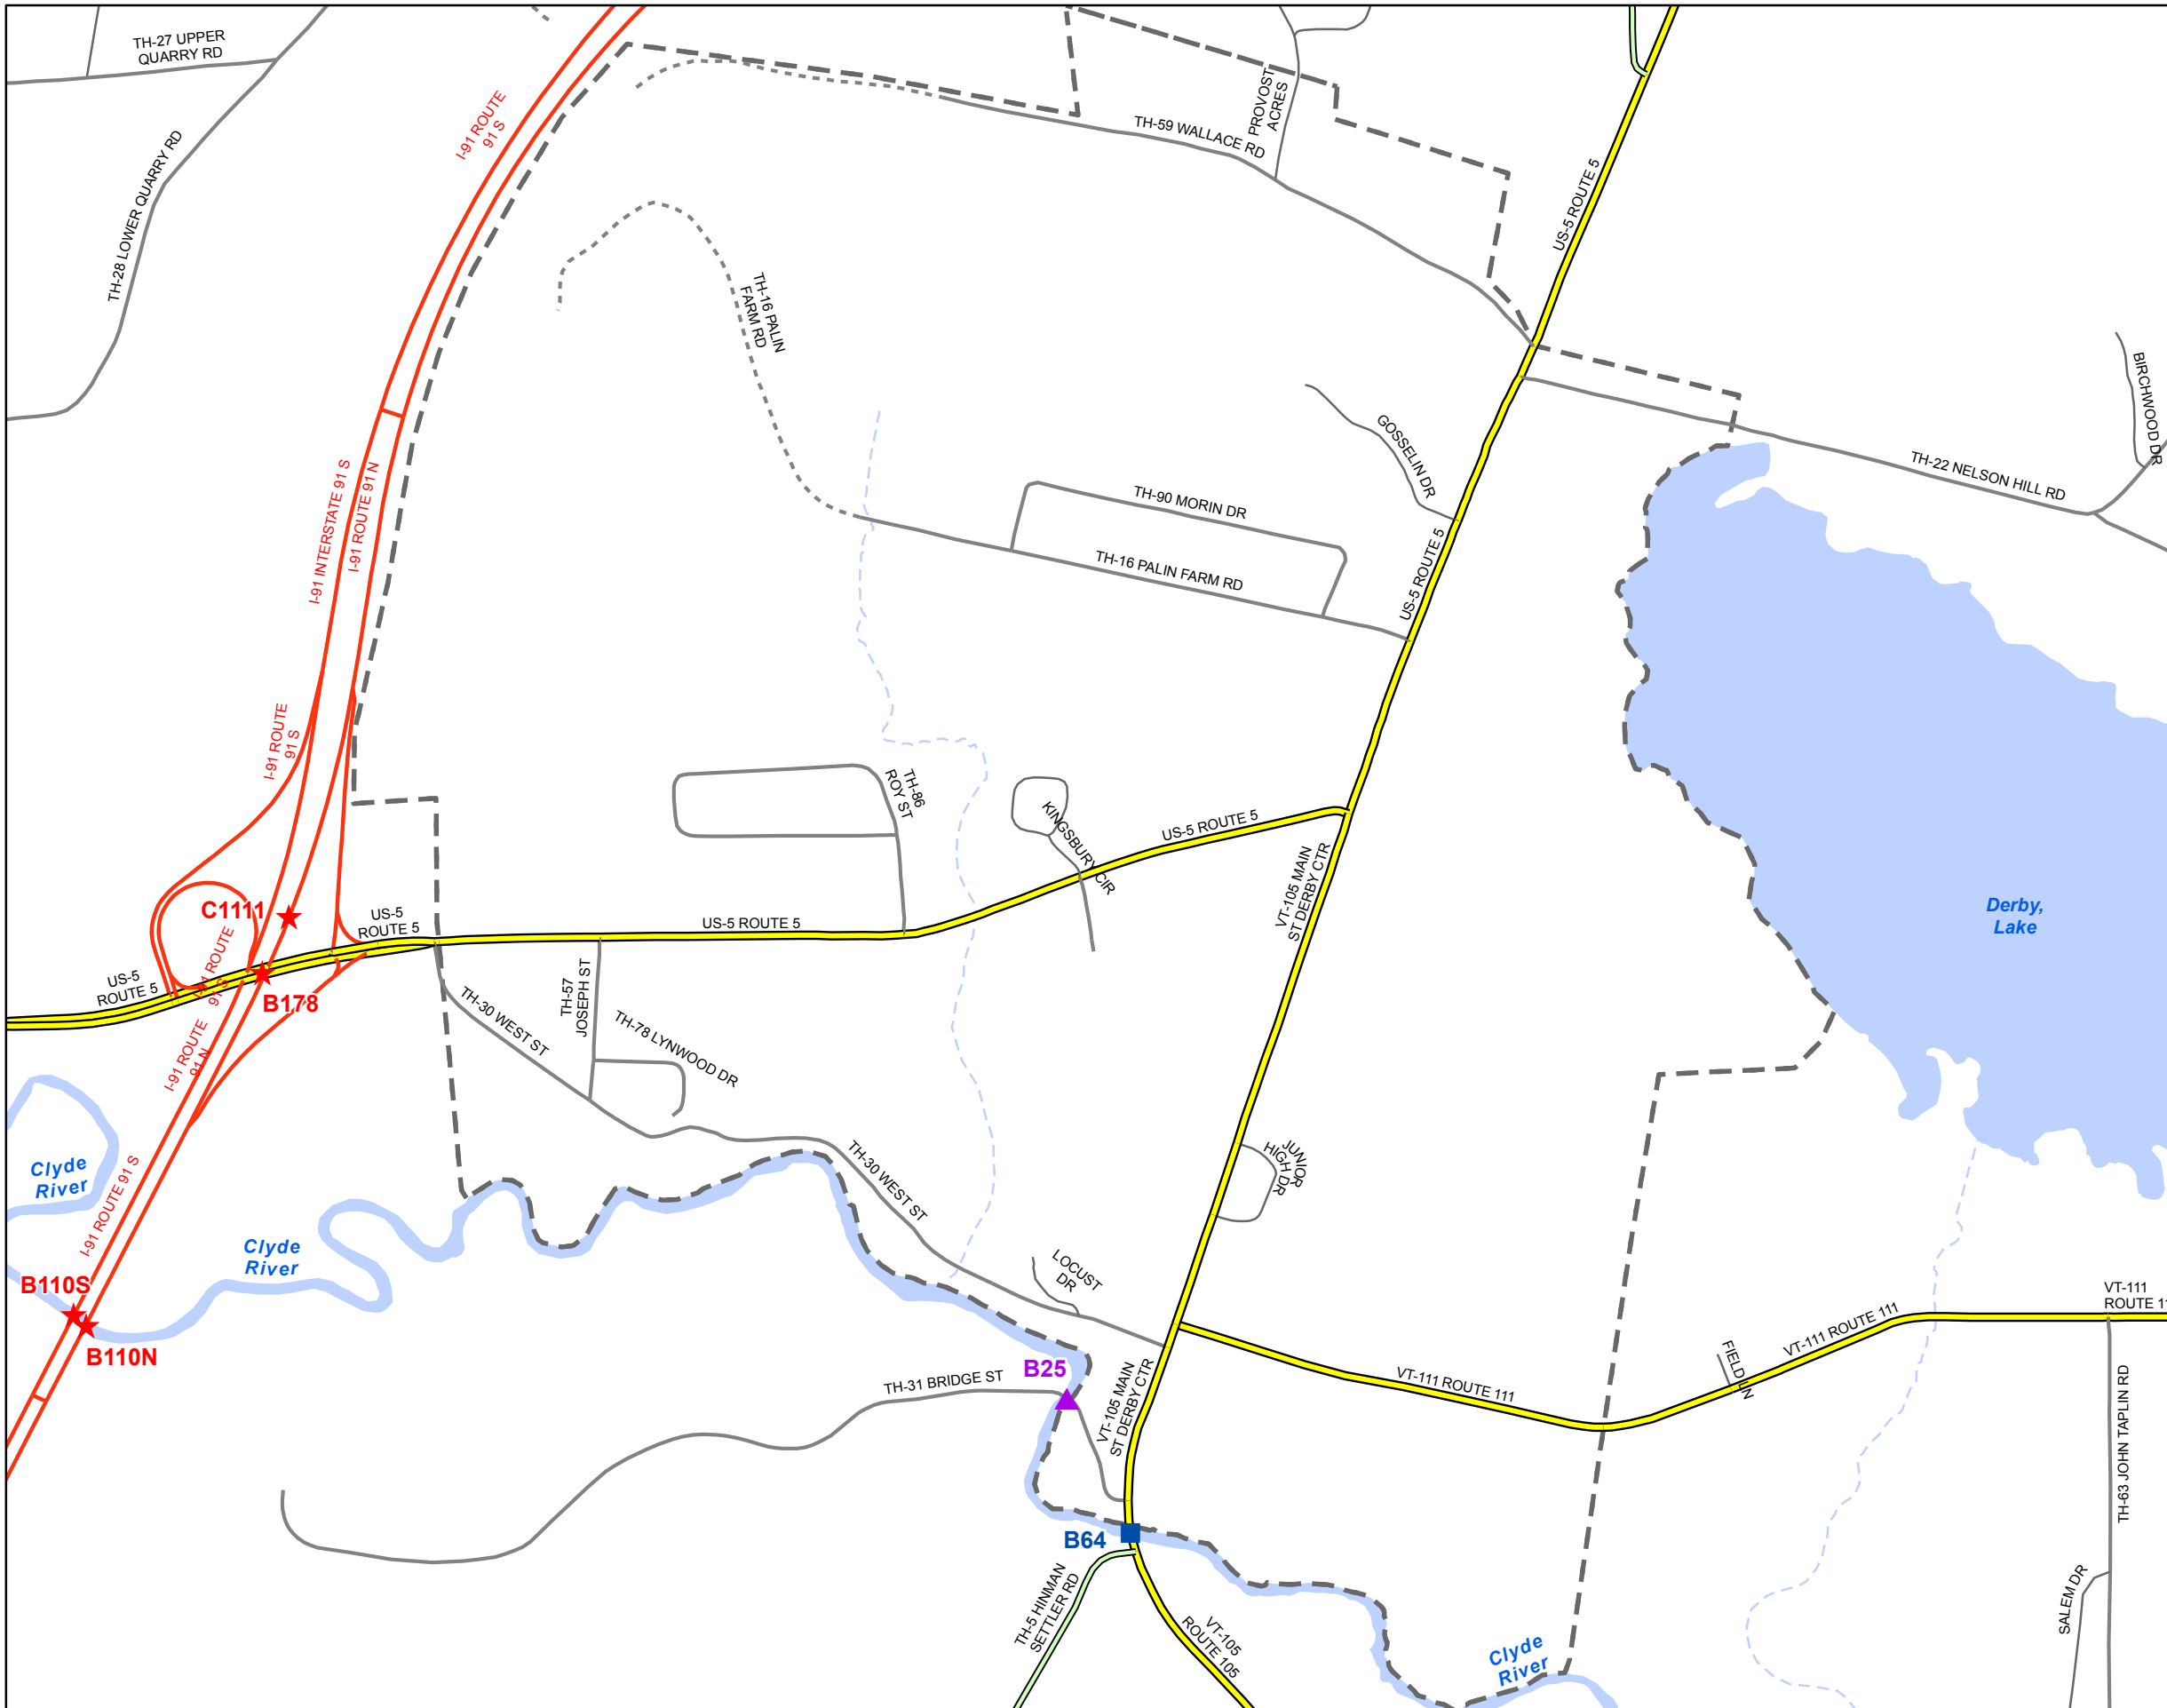 TH-27 UPPER
QUARRY RD
TH-28 LOWER QUARRY RD
I-91 ROUTE
91 S
PROVOST
ACRES
TH-59 WALLACE RD
US-5 ROUTE 5
TH-16 PALIN
FARM RD
BIRCHWOOD DR
GOSSELIN DR
TH-22 NELSON HILL RD
I-91 INTERSTATE 91 S
I-91 ROUTE 91 N
TH-90 MORIN DR
TH-16 PALIN FARM RD
US-5 ROUTE 5
I-91 ROUTE
91 S
TH-86
ROY ST
KINGSBURY CIR
US-5 ROUTE 5
VT-105 MAIN
ST DERBY CTR
C1111
US-5
ROUTE 5
US-5 ROUTE 5
Derby,
Lake
I-91 ROUTE
91 S
US-5
ROUTE 5
B178
TH-57
JOSEPH ST
TH-30 WEST ST
TH-78 LYNWOOD DR
I-91 ROUTE
91 N
Clyde
River
I-91 ROUTE 91 S
TH-30 WEST ST
JUNIOR
HIGH DR
Clyde
River
LOCUST
DR
B110S
B110N
VT-111
ROUTE 11
VT-111 ROUTE 111
FIELD LN
VT-111 ROUTE 111
B25
TH-31 BRIDGE ST
VT-105 MAIN
ST DERBY CTR
TH-63 JOHN TAPLIN RD
B64
TH-5 HINMAN
SETTLER RD
VT-105
ROUTE 105
SALEM DR
Clyde
River